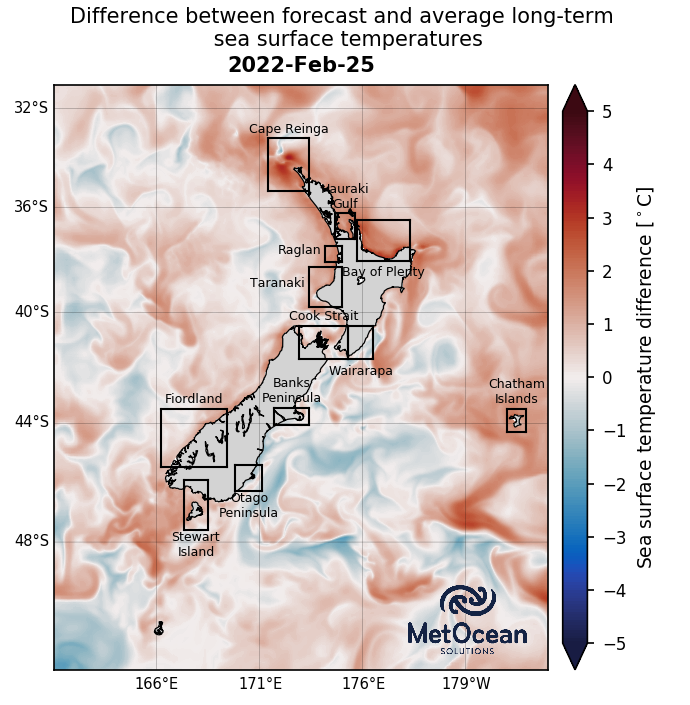 Difference between forecast and average long-term
sea surface temperatures
2022-Feb-25
32°S
36°S
40°S
44°S
48°S
Cape Reinga
Hauraki
Gulf
Raglan
Bay of Plenty
Taranaki
Cook Strait
Wairarapa
Banks
Peninsula
Fiordland
Chatham
Islands
Otago
Peninsula
Stewart
Island
MetOcean
SOLUTIONS
166°E
171°E
176°E
179°W
5
4
3
2
1
0
−1
−2
−3
−4
−5
Sea surface temperature difference [°C]